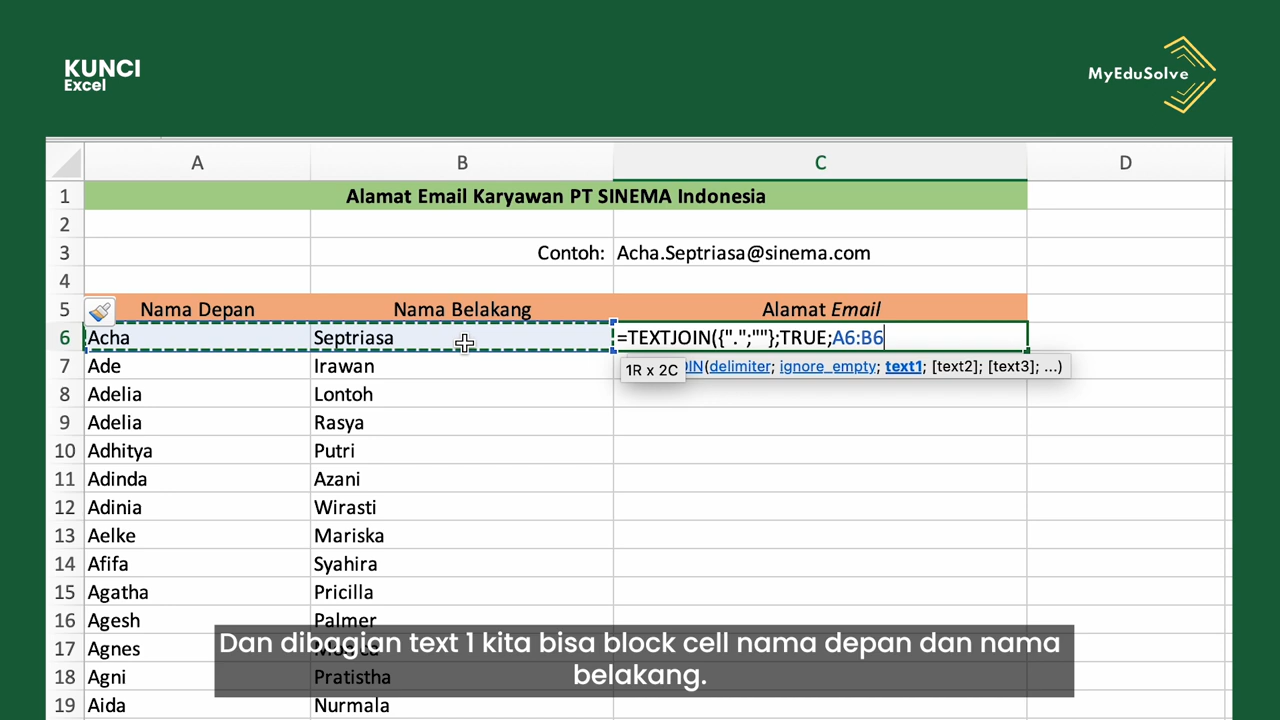 KUNCI
Excel
MyEduSolve
A B C D
1 Alamat Email Karyawan PT SINEMA Indonesia
2
3 Contoh: Acha.Septriasa@sinema.com
4
5 Nama Depan Nama Belakang Alamat Email
6 Acha Septriasa =TEXTJOIN({".";""};TRUE;A6:B6
7 Ade Irawan 1R x 2C OIN(delimiter; ignore_empty; text1; [text2]; [text3]; ...)
8 Adelia Lontoh
9 Adelia Rasya
10 Adhitya Putri
11 Adinda Azani
12 Adinia Wirasti
13 Aelke Mariska
14 Afifa Syahira
15 Agatha Pricilla
16 Agesh Palmer
17 Agnes
18 Agni Pratistha
19 Aida Nurmala
Dan dibagian text 1 kita bisa block cell nama depan dan nama
belakang.